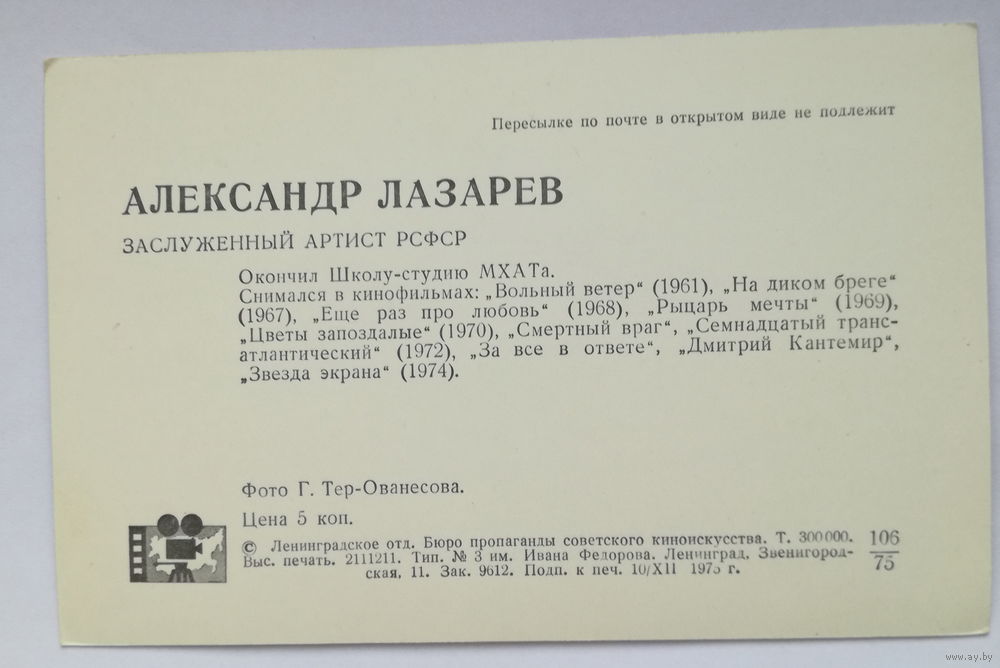 Пересылке по почте в открытом виде не подлежит
АЛЕКСАНДР ЛАЗАРЕВ
ЗАСЛУЖЕННЫЙ АРТИСТ РСФСР
Окончил Школу-студию МХАТа.
Снимался в кинофильмах: „Вольный ветер“ (1961), „На диком бреге“
(1967), „Еще раз про любовь“ (1968), „Рыцарь мечты“ (1969),
„Цветы запоздалые“ (1970), „Смертный враг“, „Семнадцатый транс-
атлантический“ (1972), „За все в ответе“, „Дмитрий Кантемир“,
„Звезда экрана“ (1974).
Фото Г. Тер-Ованесова.
Цена 5 коп.
© Ленинградское отд. Бюро пропаганды советского киноискусства. Т. 300000.
Выс. печать. 2111211. Тип. № 3 им. Ивана Федорова. Ленинград, Звенигород-
ская, 11. Зак. 9612. Подп. к печ. 10/XII 1975 г.
106
75
www.ay.by